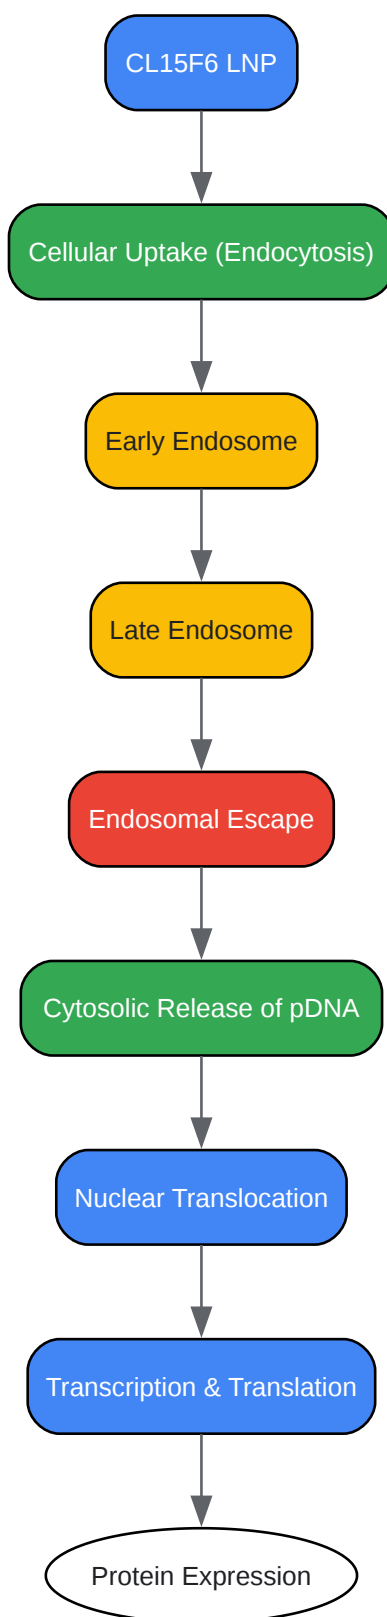 CL15F6 LNP
Cellular Uptake (Endocytosis)
Early Endosome
Late Endosome
Endosomal Escape
Cytosolic Release of pDNA
Nuclear Translocation
Transcription & Translation
Protein Expression